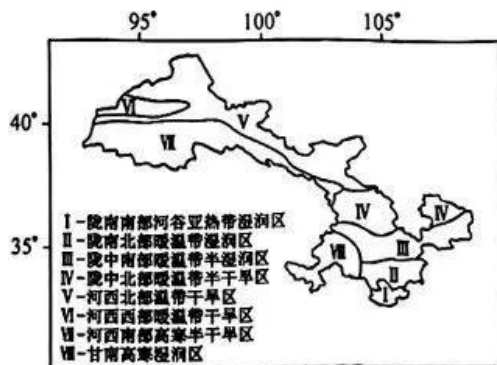 95° 100° 105°
40°
35°
Ⅵ
Ⅴ
Ⅶ
Ⅳ
Ⅳ
Ⅷ
Ⅲ
Ⅱ
Ⅰ
Ⅰ-陇南南部河谷亚热带湿润区
Ⅱ-陇南北部暖温带湿润区
Ⅲ-陇中南部暖温带半湿润区
Ⅳ-陇中北部暖温带半干旱区
Ⅴ-河西北部温带干旱区
Ⅵ-河西西部暖温带干旱区
Ⅶ-河西南部高寒半干旱区
Ⅷ-甘南高寒湿润区